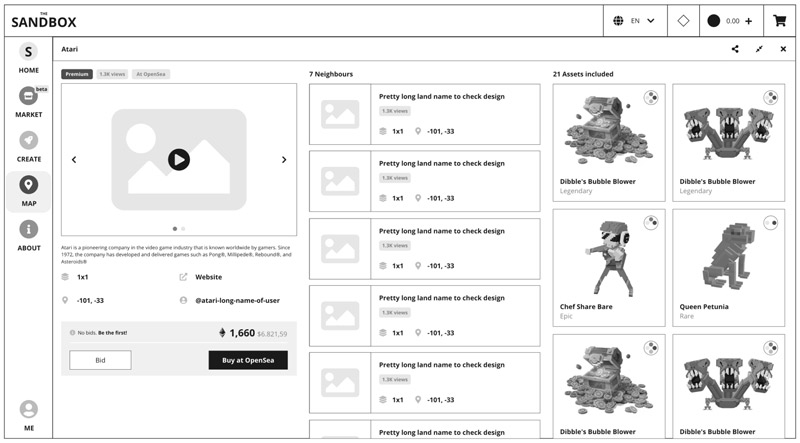 THE
SANDBOX
EN
0.00 +
S
HOME
beta
MARKET
CREATE
MAP
ABOUT
ME
Atari
Premium
1.3K views
At OpenSea
Atari is a pioneering company in the video game industry that is known worldwide by gamers. Since
1972, the company has developed and delivered games such as Pong®, Millipede®, Rebound®, and
Asteroids®
1x1
Website
-101, -33
@atari-long-name-of-user
No bids. Be the first!
1,660 $6.821,59
Bid
Buy at OpenSea
7 Neighbours
Pretty long land name to check design
1.3K views
1x1
-101, -33
Pretty long land name to check design
1.3K views
1x1
-101, -33
Pretty long land name to check design
1.3K views
1x1
-101, -33
Pretty long land name to check design
1.3K views
1x1
-101, -33
Pretty long land name to check design
1.3K views
1x1
-101, -33
Pretty long land name to check design
21 Assets included
Dibble's Bubble Blower
Legendary
Dibble's Bubble Blower
Legendary
Chef Share Bare
Epic
Queen Petunia
Rare
Dibble's Bubble Blower
Dibble's Bubble Blower